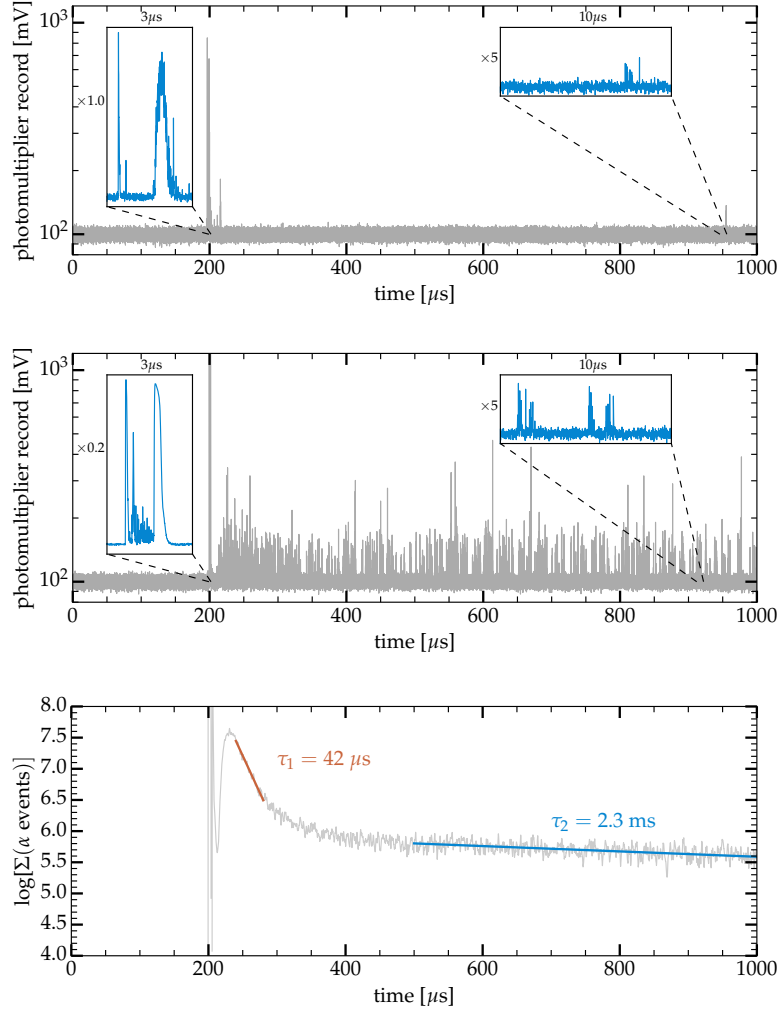 photomultiplier record [mV]
10³
10²
3µs
×1.0
10µs
×5
0 200 400 600 800 1000
time [µs]
photomultiplier record [mV]
10³
10²
3µs
×0.2
10µs
×5
0 200 400 600 800 1000
time [µs]
log[Σ(α events)]
8.0
7.5
7.0
6.5
6.0
5.5
5.0
4.5
4.0
τ₁ = 42 µs
τ₂ = 2.3 ms
0 200 400 600 800 1000
time [µs]